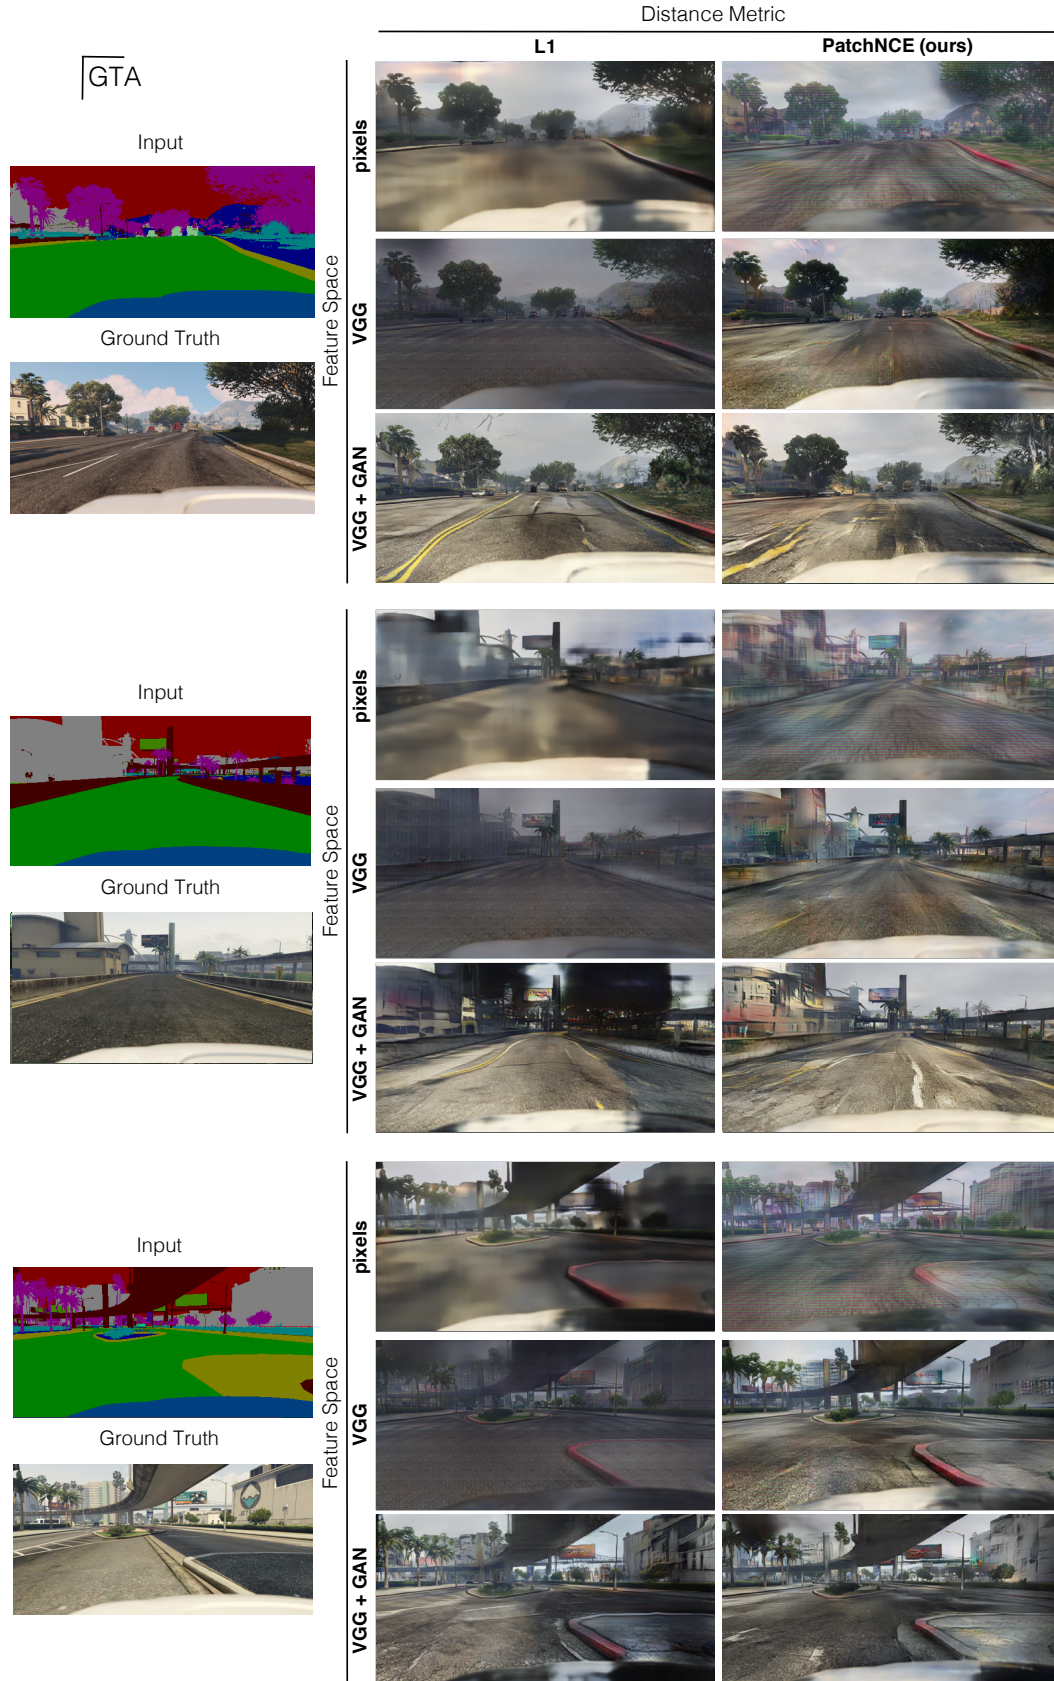 Distance Metric
L1
PatchNCE (ours)
GTA
Input
Ground Truth
Feature Space
pixels
VGG
VGG + GAN
Input
Ground Truth
Feature Space
pixels
VGG
VGG + GAN
Input
Ground Truth
Feature Space
pixels
VGG
VGG + GAN